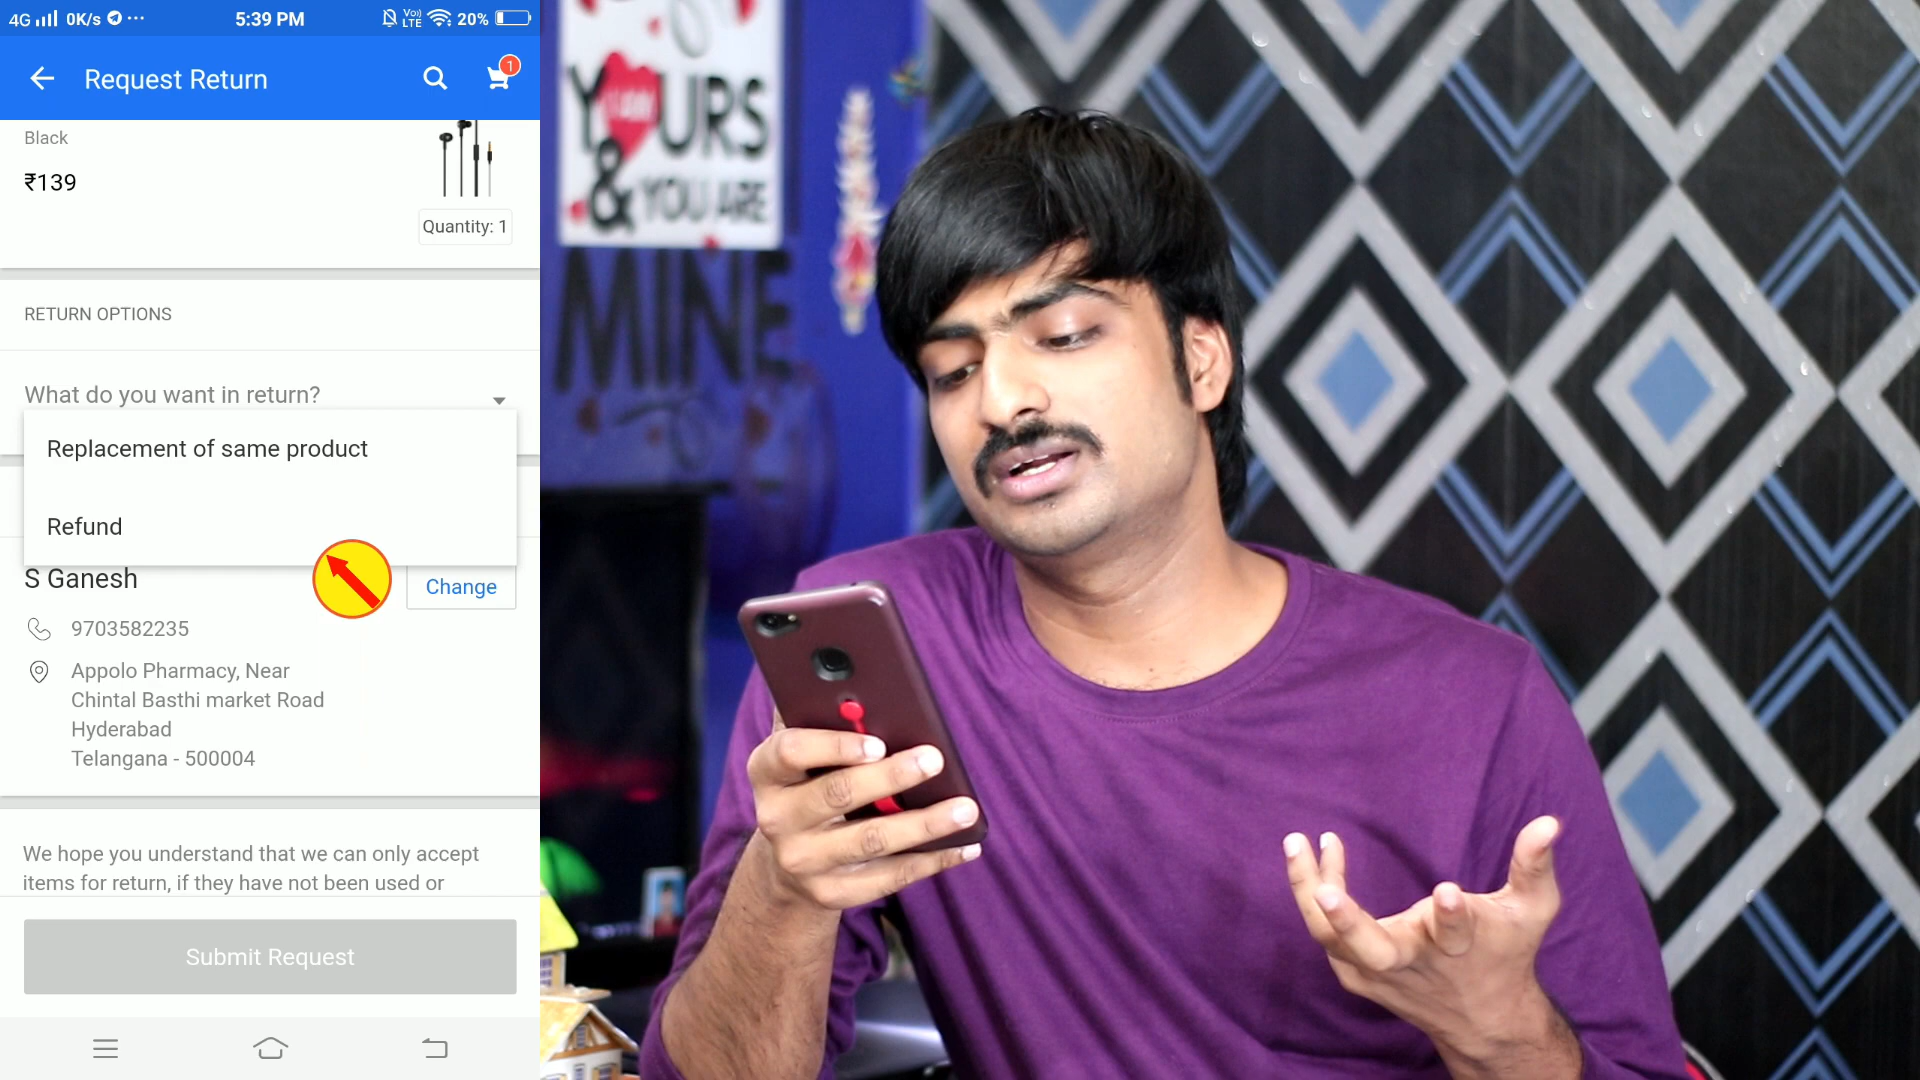 4G 0K/s ... 5:39 PM Vo) LTE 20%
Request Return 1
Black
₹139
Quantity: 1
RETURN OPTIONS
What do you want in return?
Replacement of same product
Refund
S Ganesh
Change
9703582235
Appolo Pharmacy, Near
Chintal Basthi market Road
Hyderabad
Telangana - 500004
We hope you understand that we can only accept
items for return, if they have not been used or
Submit Request
I AM
YOURS
& YOU ARE
MINE